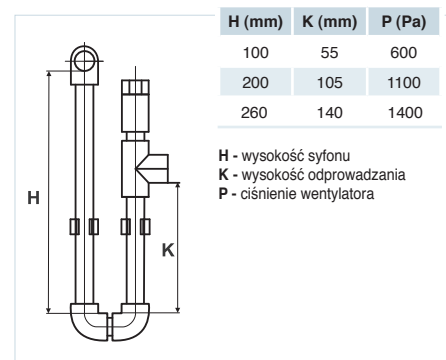 H (mm) K (mm) P (Pa)
100 55 600
200 105 1100
260 140 1400
H - wysokość syfonu
K - wysokość odprowadzania
P - ciśnienie wentylatora
H
K